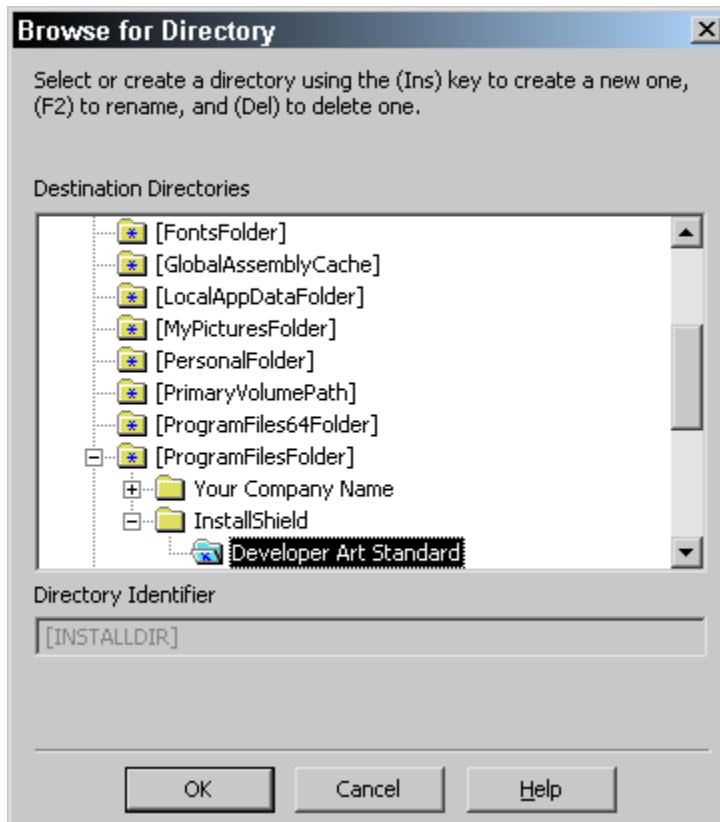 Browse for Directory
Select or create a directory using the (Ins) key to create a new one,
(F2) to rename, and (Del) to delete one.
Destination Directories
[FontsFolder]
[GlobalAssemblyCache]
[LocalAppDataFolder]
[MyPicturesFolder]
[PersonalFolder]
[PrimaryVolumePath]
[ProgramFiles64Folder]
[ProgramFilesFolder]
Your Company Name
InstallShield
Developer Art Standard
Directory Identifier
[INSTALLDIR]
OK
Cancel
Help